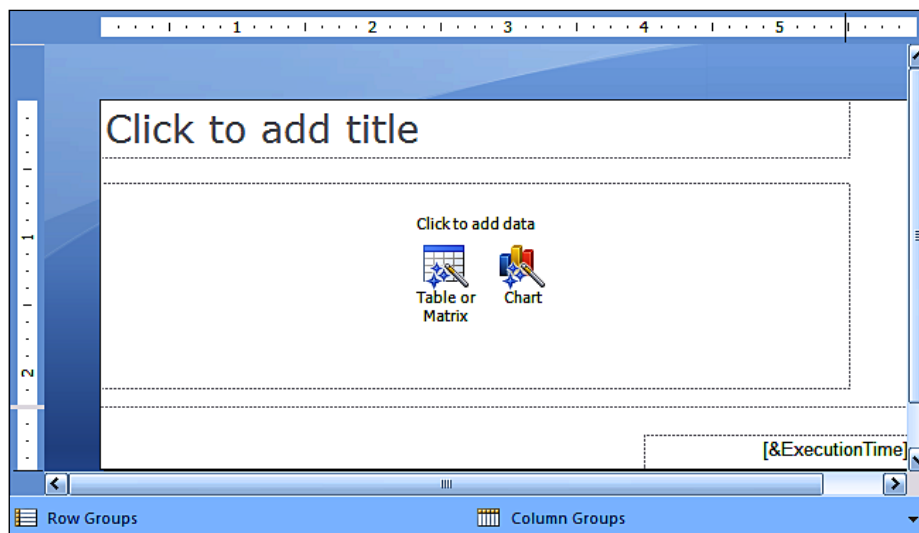 1 2 3 4 5
Click to add title
1
Click to add data
Table or Chart
Matrix
2
[&ExecutionTime]
Row Groups Column Groups